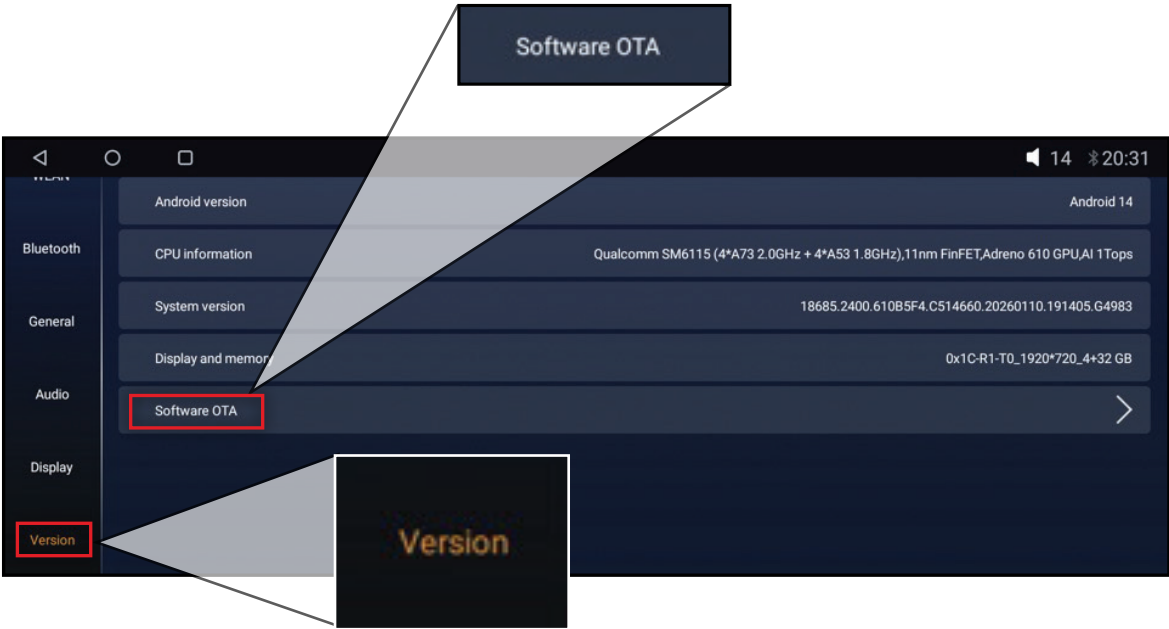 Software OTA
14 20:31
WLAN
Android version Android 14
Bluetooth
CPU information Qualcomm SM6115 (4*A73 2.0GHz + 4*A53 1.8GHz),11nm FinFET,Adreno 610 GPU,AI 1Tops
System version 18685.2400.610B5F4.C514660.20260110.191405.G4983
General
Display and memory 0x1C-R1-T0_1920*720_4+32 GB
Audio
Software OTA
Display
Version
Version